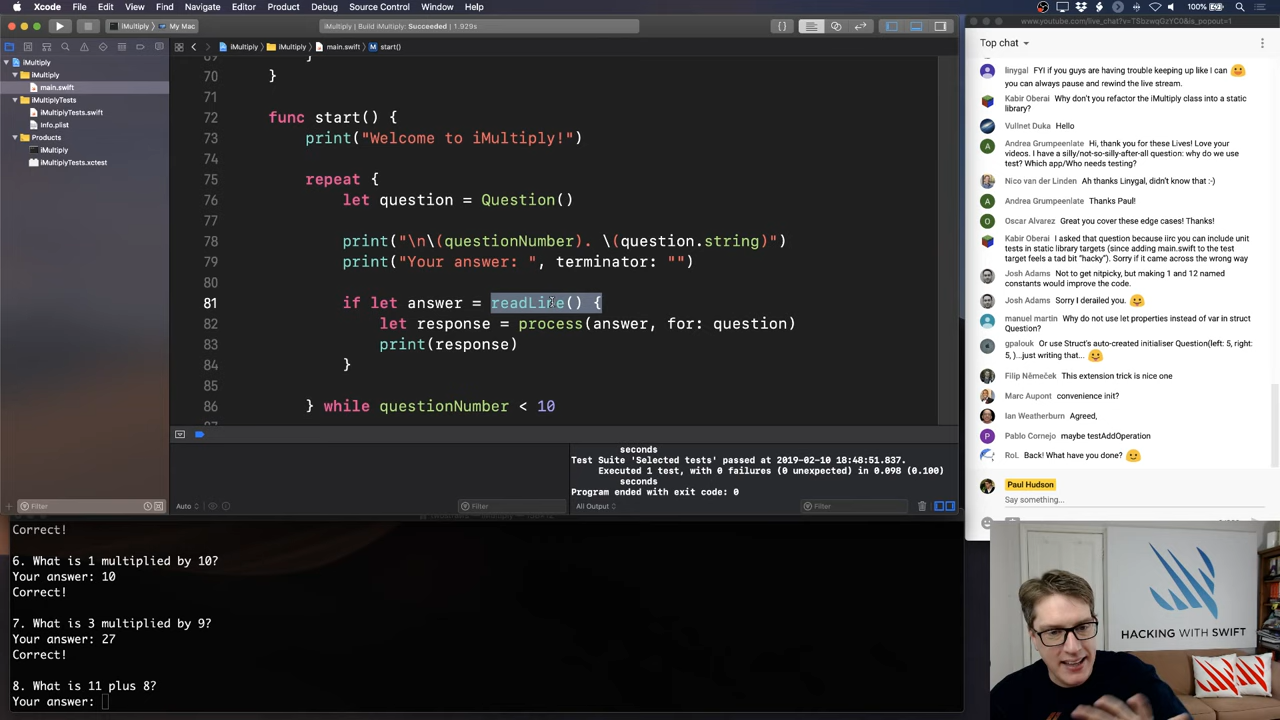 Xcode File Edit View Find Navigate Editor Product Debug Source Control Window Help
iMultiply My Mac
iMultiply | Build iMultiply: Succeeded | 1.929s
www.youtube.com/live_chat?v=TSbzwqOzYC0&is_popout=1
iMultiply iMultiply main.swift start()
iMultiply
iMultiply
main.swift
iMultiplyTests
iMultiplyTests.swift
Info.plist
Products
iMultiply
iMultiplyTests.xctest
69 }
70 }
71
72 func start() {
73 print("Welcome to iMultiply!")
74
75 repeat {
76 let question = Question()
77
78 print("\n\(questionNumber). \(question.string)")
79 print("Your answer: ", terminator: "")
80
81 if let answer = readLine() {
82 let response = process(answer, for: question)
83 print(response)
84 }
85
86 } while questionNumber < 10
seconds
Test Suite 'Selected tests' passed at 2019-02-10 18:48:51.837.
Executed 1 test, with 0 failures (0 unexpected) in 0.098 (0.100)
seconds
Program ended with exit code: 0
Filter
Auto
Filter
All Output
Filter
Correct!
6. What is 1 multiplied by 10?
Your answer: 10
Correct!
7. What is 3 multiplied by 9?
Your answer: 27
Correct!
8. What is 11 plus 8?
Your answer:
Top chat
linygal FYI if you guys are having trouble keeping up like I can
you can always pause and rewind the live stream.
Kabir Oberai Why don't you refactor the iMultiply class into a static
library?
Vullnet Duka Hello
Andrea Grumpeenlate Hi, thank you for these Lives! Love your
videos. I have a silly/not-so-silly-after-all question: why do we use
test? Which app/Who needs testing?
Nico van der Linden Ah thanks Linygal, didn't know that :-)
Andrea Grumpeenlate Thanks Paul!
Oscar Alvarez Great you cover these edge cases! Thanks!
Kabir Oberai I asked that question because iirc you can include unit
tests in static library targets (since adding main.swift to the test
target feels a tad bit "hacky"). Sorry if it came across the wrong way
Josh Adams Not to get nitpicky, but making 1 and 12 named
constants would improve the code.
Josh Adams Sorry I derailed you.
manuel martin Why do not use let properties instead of var in struct
Question?
gpalouk Or use Struct's auto-created initialiser Question(left: 5, right:
5, )...just writing that...
Filip Němeček This extension trick is nice one
Marc Aupont convenience init?
Ian Weatherburn Agreed,
Pablo Cornejo maybe testAddOperation
RoL Back! What have you done?
Paul Hudson
Say something...
HACKING WITH SWIFT